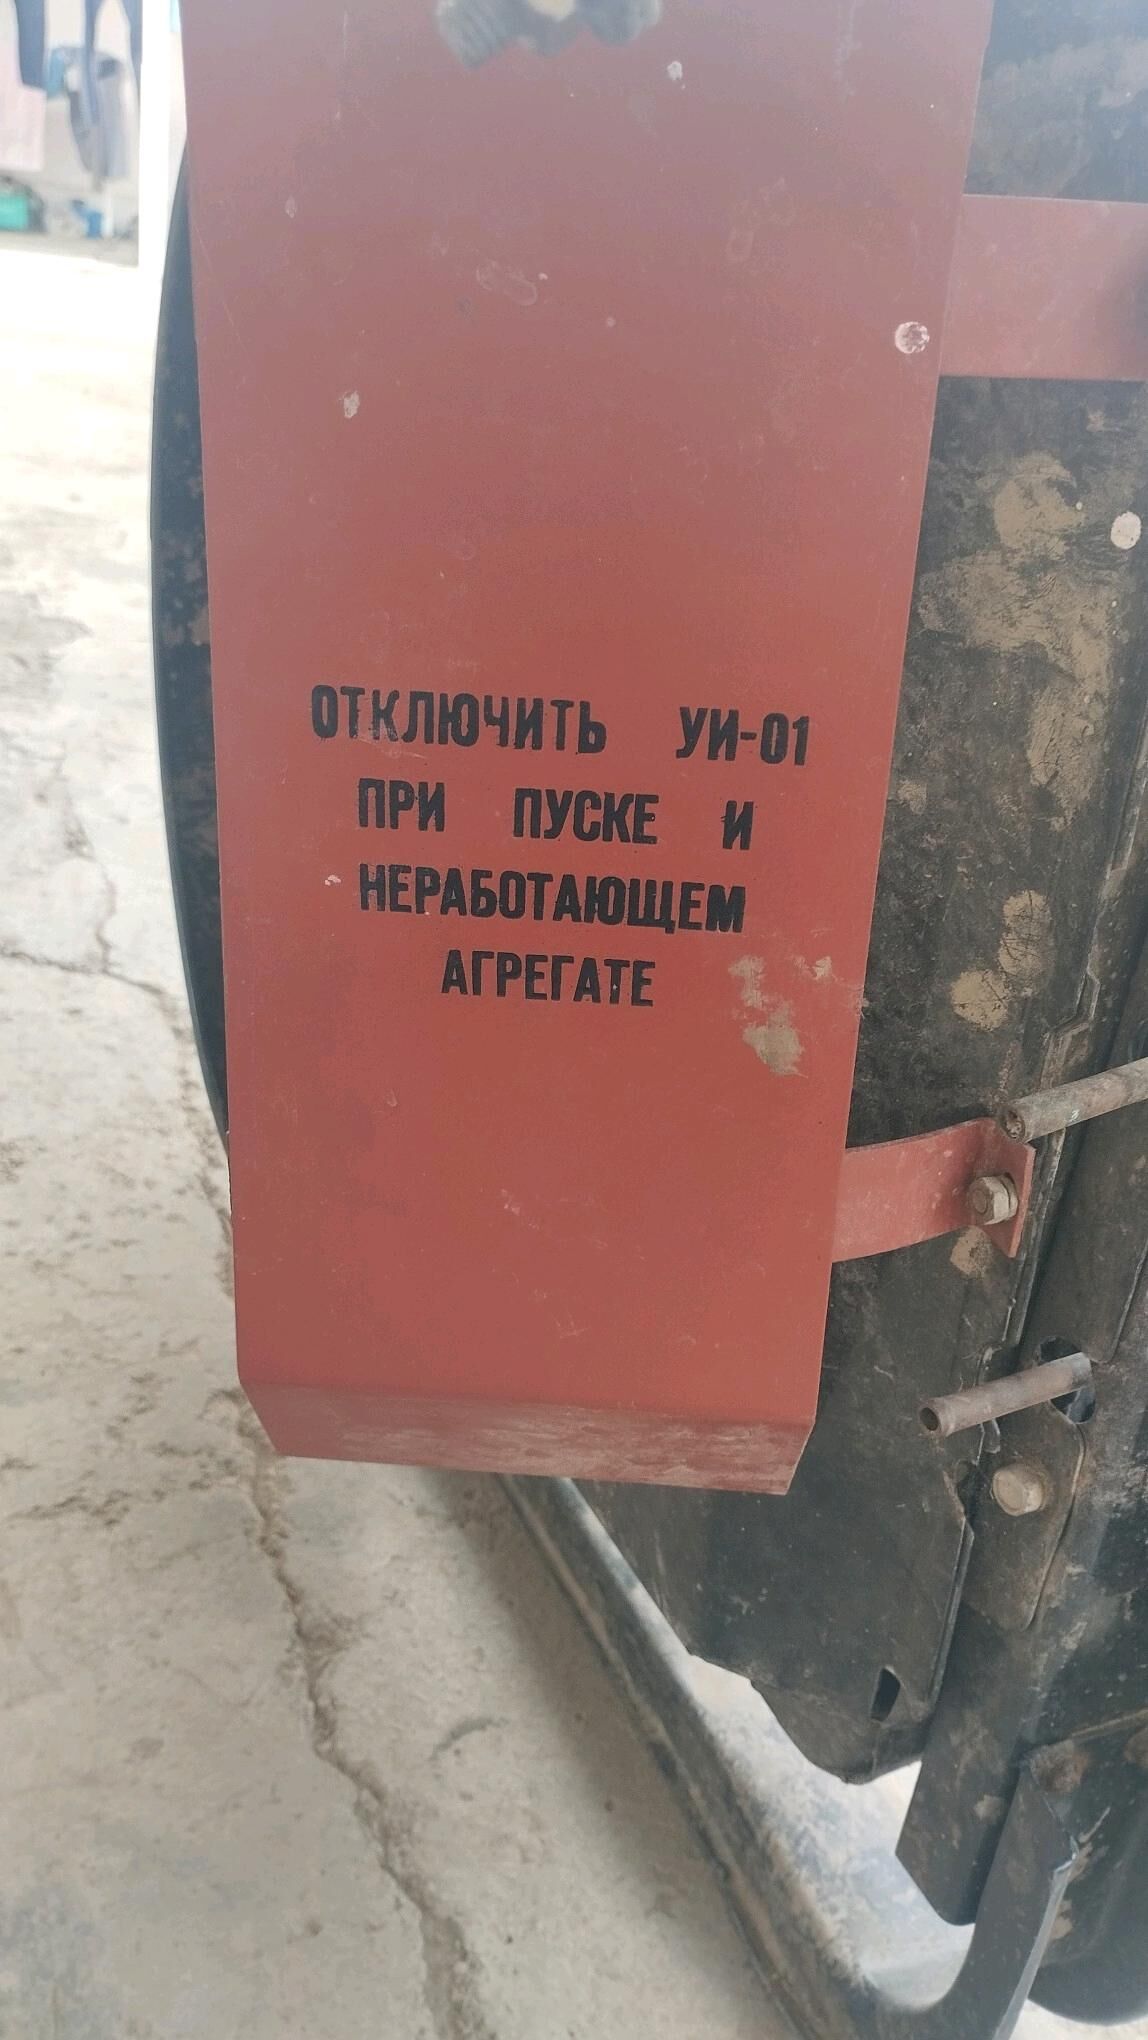 ОТКЛЮЧИТЬ УИ-01
ПРИ ПУСКЕ И
НЕРАБОТАЮЩЕМ
АГРЕГАТЕ